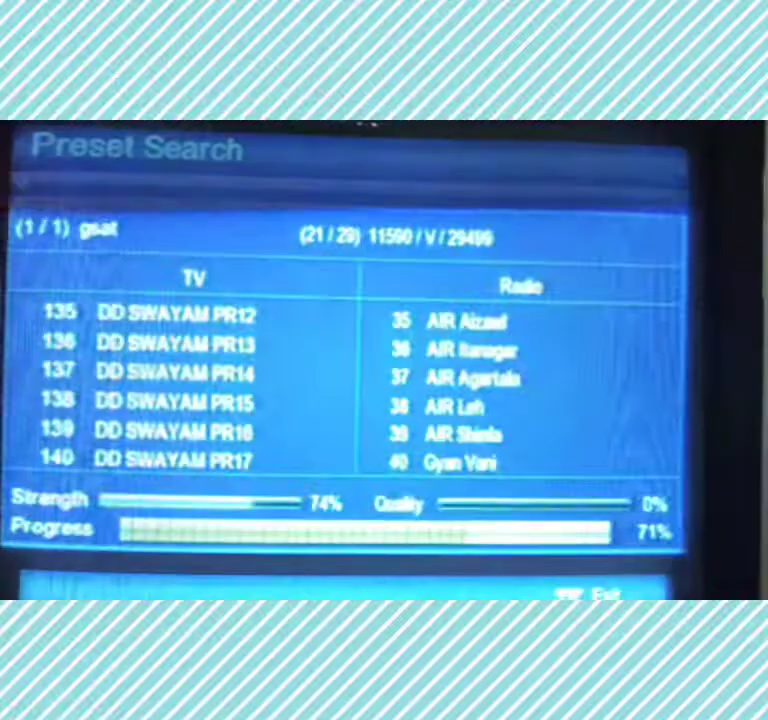 Preset Search
(1 / 1) gsat (21 / 29) 11590 / V / 29499
TV Radio
135 DD SWAYAM PR12 35 AIR Aizawl
136 DD SWAYAM PR13 36 AIR Itanagar
137 DD SWAYAM PR14 37 AIR Agartala
138 DD SWAYAM PR15 38 AIR Leh
139 DD SWAYAM PR16 39 AIR Shimla
140 DD SWAYAM PR17 40 Gyan Vani
Strength 74% Quality 0%
Progress 71%
Exit